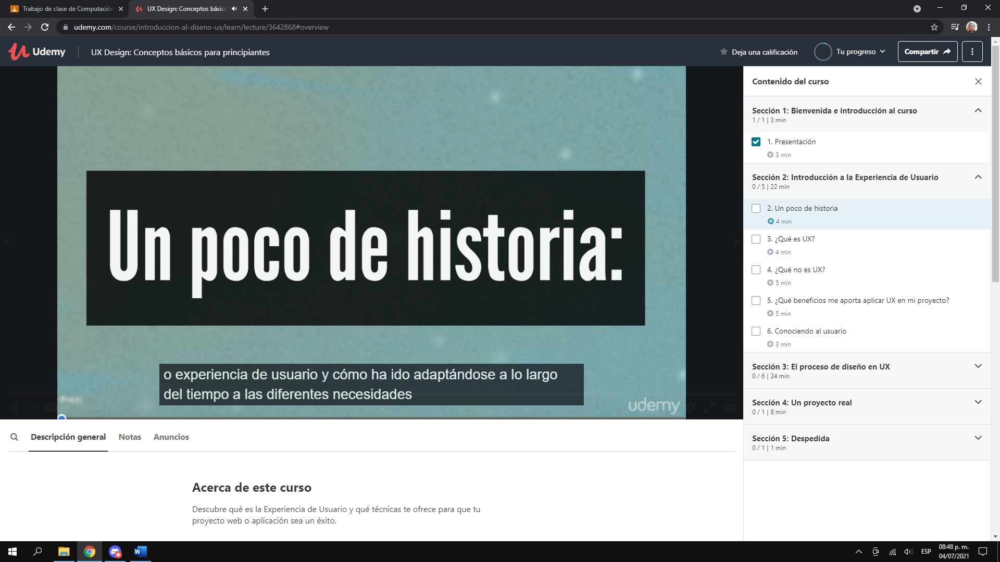 Trabajo de clase de Computación
UX Design: Conceptos básico
udemy.com/course/introduccion-al-diseno-ux/learn/lecture/3642868#overview
Udemy
UX Design: Conceptos básicos para principiantes
Deja una calificación
Tu progreso
Compartir
Un poco de historia:
o experiencia de usuario y cómo ha ido adaptándose a lo largo
del tiempo a las diferentes necesidades
udemy
Contenido del curso
Sección 1: Bienvenida e introducción al curso
1 / 1 | 3 min
1. Presentación
3 min
Sección 2: Introducción a la Experiencia de Usuario
0 / 5 | 22 min
2. Un poco de historia
4 min
3. ¿Qué es UX?
4 min
4. ¿Qué no es UX?
5 min
5. ¿Qué beneficios me aporta aplicar UX en mi proyecto?
5 min
6. Conociendo al usuario
3 min
Sección 3: El proceso de diseño en UX
0 / 6 | 24 min
Sección 4: Un proyecto real
0 / 1 | 8 min
Sección 5: Despedida
0 / 1 | 1 min
Descripción general
Notas
Anuncios
Acerca de este curso
Descubre qué es la Experiencia de Usuario y qué técnicas te ofrece para que tu
proyecto web o aplicación sea un éxito.
ESP
08:48 p. m.
04/07/2021